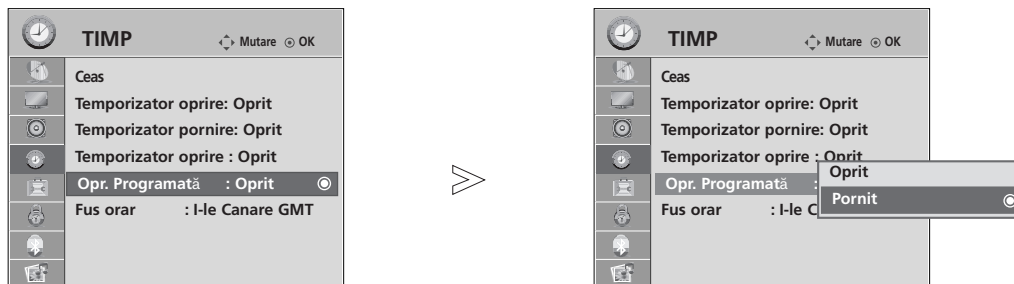 TIMP Mutare OK
Ceas
Temporizator oprire: Oprit
Temporizator pornire: Oprit
Temporizator oprire : Oprit
Opr. Programată : Oprit
Fus orar : I-le Canare GMT
TIMP Mutare OK
Ceas
Temporizator oprire: Oprit
Temporizator pornire: Oprit
Temporizator oprire : Oprit
Opr. Programată :
Fus orar : I-le C
Oprit
Pornit